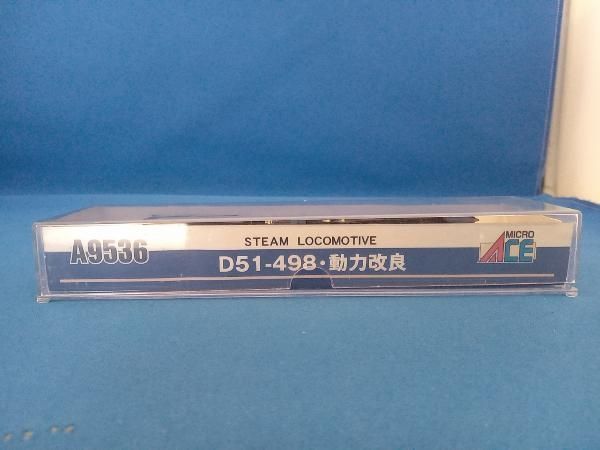 A9536
STEAM LOCOMOTIVE
D51-498・動力改良
MICRO
ACE